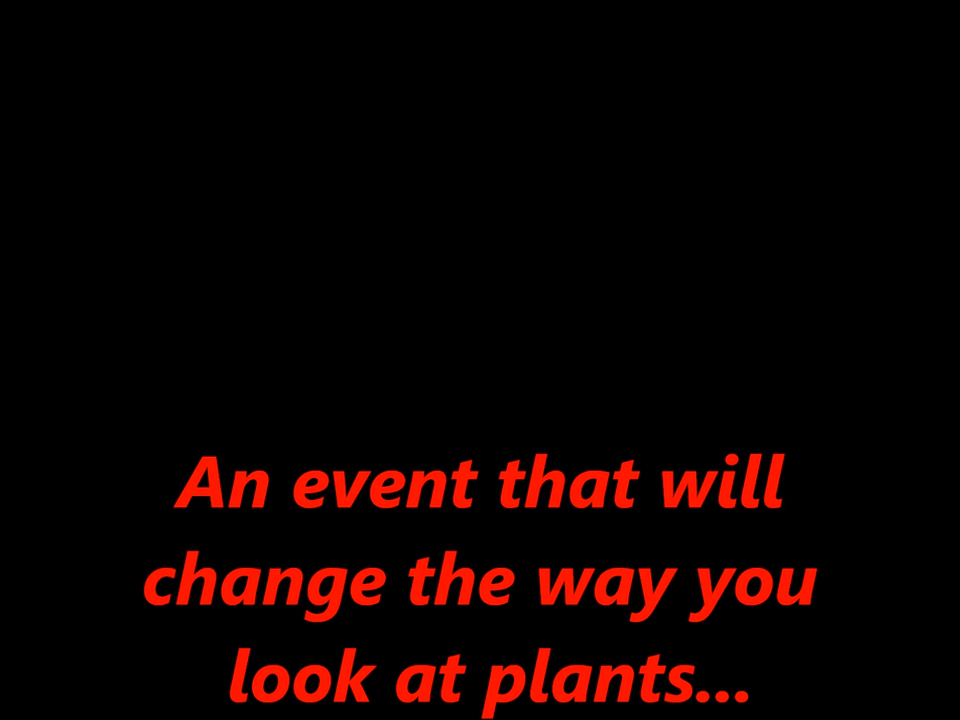 An event that will
change the way you
look at plants...